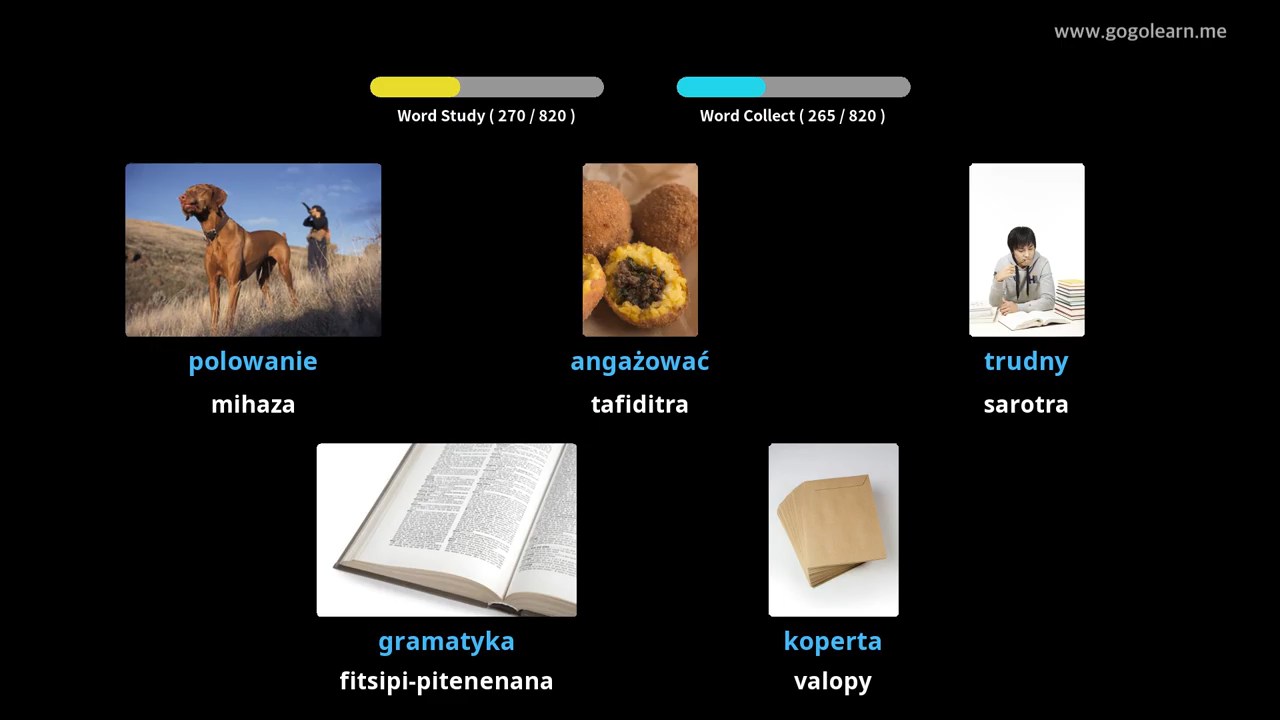 www.gogolearn.me
Word Study ( 270 / 820 )
Word Collect ( 265 / 820 )
polowanie
mihaza
angażować
tafiditra
trudny
sarotra
gramatyka
fitsipi-pitenenana
koperta
valopy